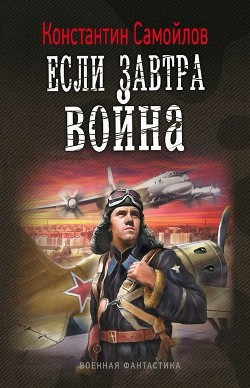 Константин Самойлов
ЕСЛИ ЗАВТРА
ВОЙНА
ВОЕННАЯ ФАНТАСТИКА